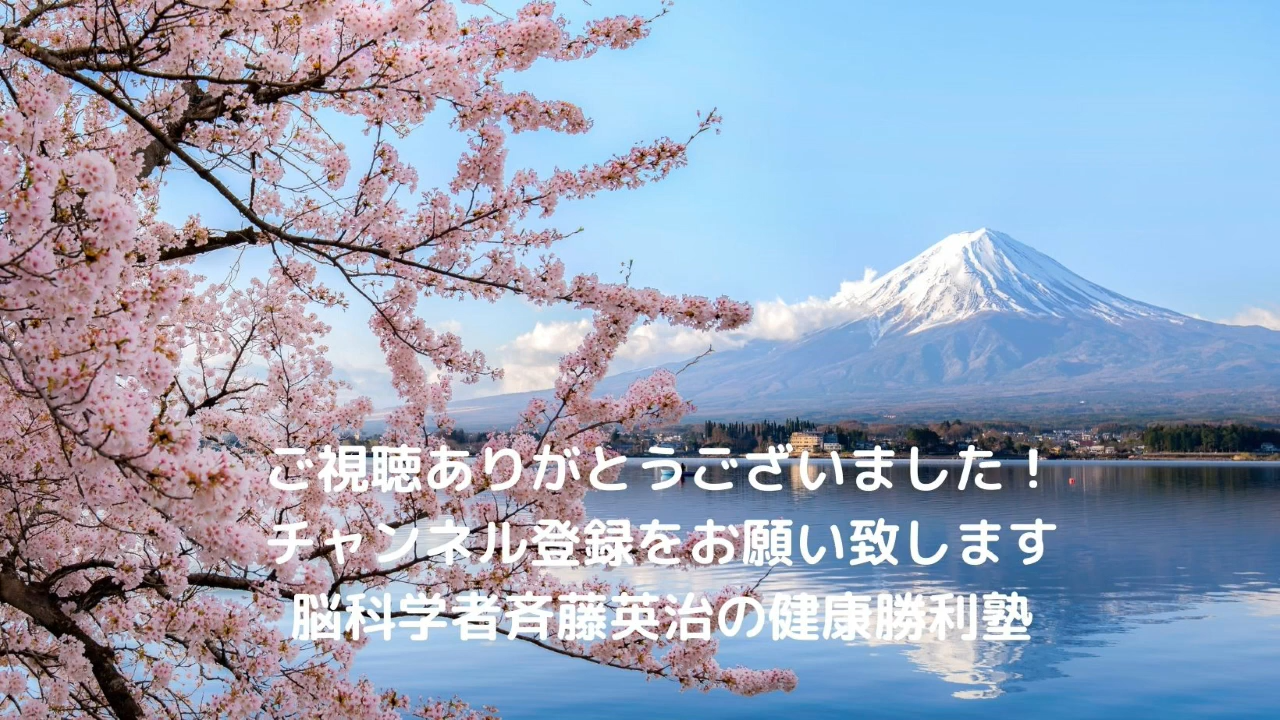 ご視聴ありがとうございました！
チャンネル登録をお願い致します
脳科学者斉藤英治の健康勝利塾